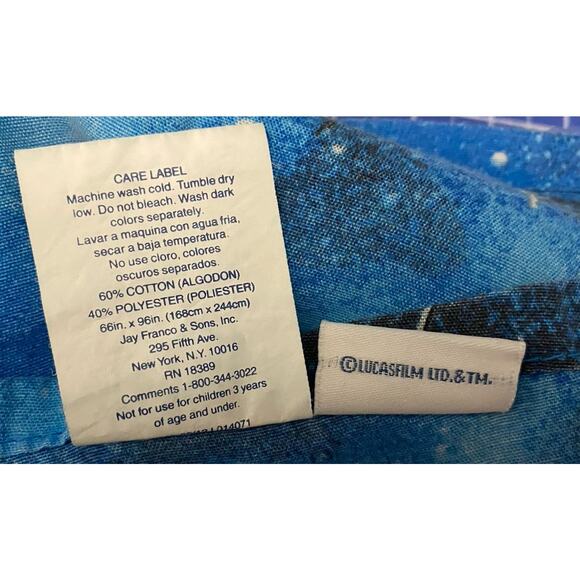 CARE LABEL
Machine wash cold. Tumble dry
low. Do not bleach. Wash dark
colors separately.
Lavar a maquina con agua fria,
secar a baja temperatura.
No use cloro, colores
oscuros separados.
60% COTTON (ALGODON)
40% POLYESTER (POLIESTER)
66in. x 96in. (168cm x 244cm)
Jay Franco & Sons, Inc.
295 Fifth Ave.
New York, N.Y. 10016
RN 18389
Comments 1-800-344-3022
Not for use for children 3 years
of age and under.
014071
©LUCASFILM LTD.&TM.